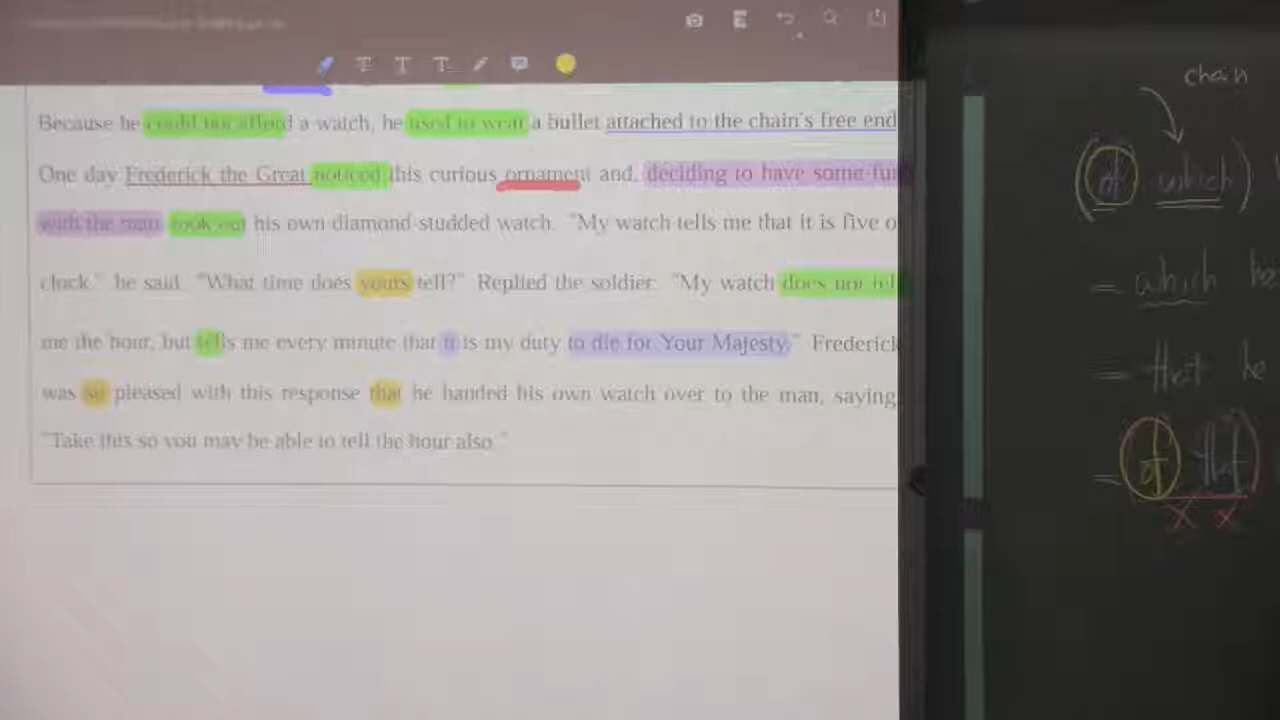 Because he could not afford a watch, he used to wear a bullet attached to the chain's free end
One day Frederick the Great noticed this curious ornament and, deciding to have some fun
with the man, took out his own diamond-studded watch. "My watch tells me that it is five o
clock," he said. "What time does yours tell?" Replied the soldier: "My watch does not tell
me the hour, but tells me every minute that it is my duty to die for Your Majesty." Frederick
was so pleased with this response that he handed his own watch over to the man, saying,
"Take this so you may be able to tell the hour also."
chain
(of which)
= which he
= that he
= of that
X X